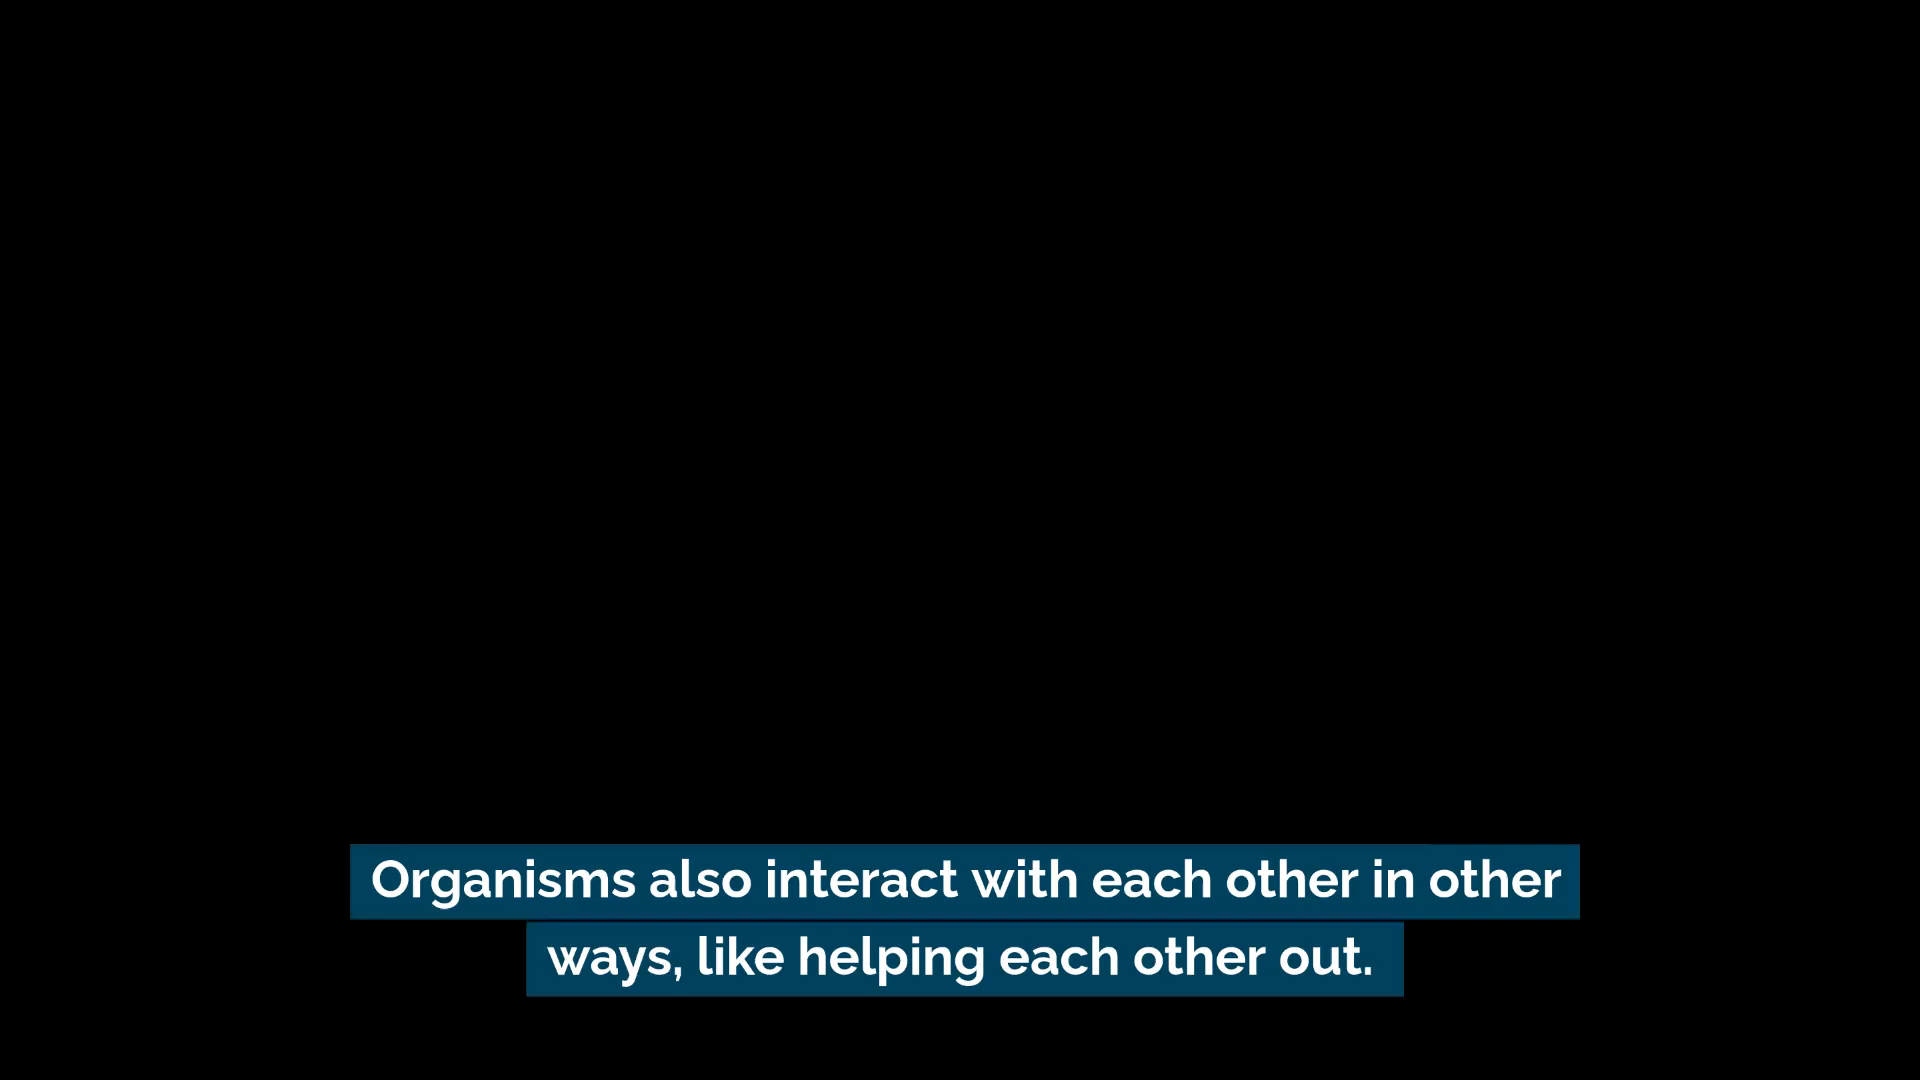 Organisms also interact with each other in other
ways, like helping each other out.